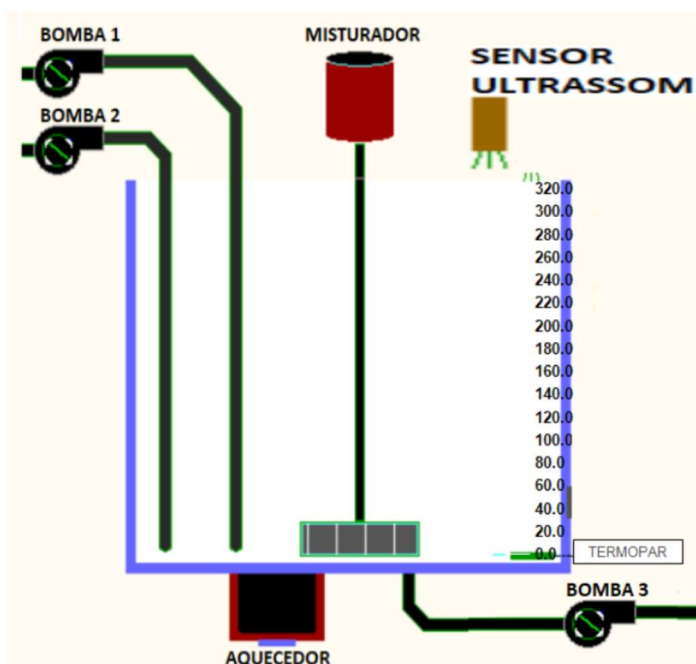 BOMBA 1
MISTURADOR
SENSOR
ULTRASSOM
BOMBA 2
320.0
300.0
280.0
260.0
240.0
220.0
200.0
180.0
160.0
140.0
120.0
100.0
80.0
60.0
40.0
20.0
0.0
TERMOPAR
BOMBA 3
AQUECEDOR